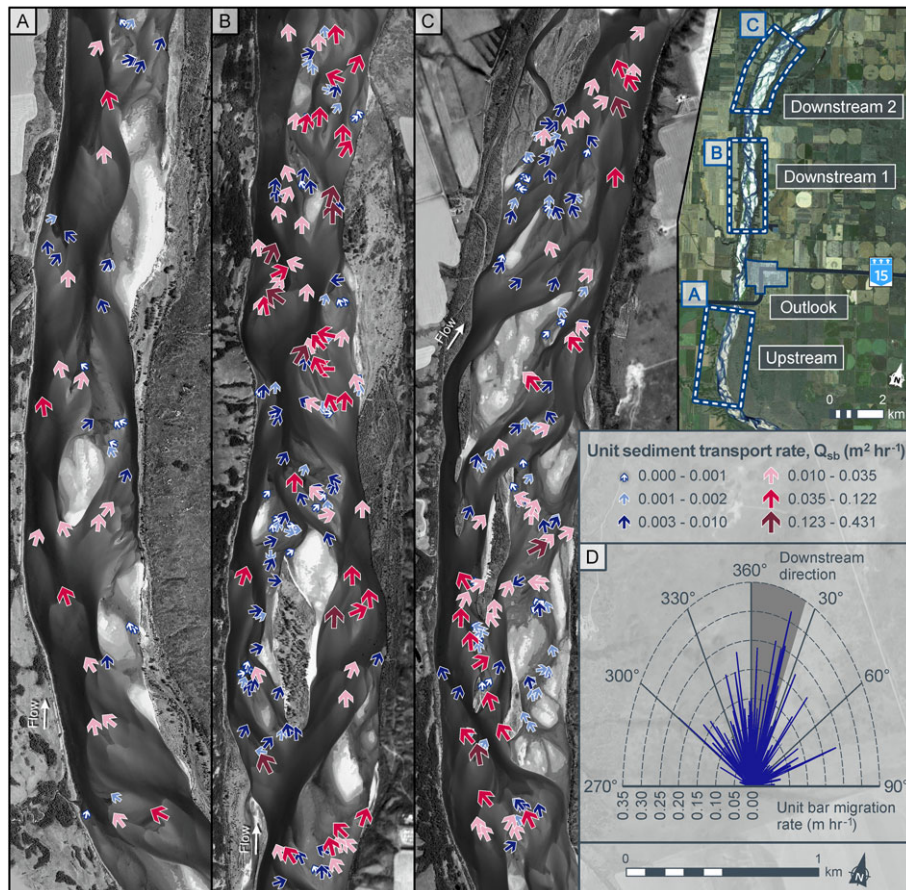 A
B
C
Flow
Flow
Flow
C
Downstream 2
B
Downstream 1
15
A
Outlook
Upstream
N
0 2
km
Unit sediment transport rate, Qsb (m² hr⁻¹)
0.000 - 0.001
0.001 - 0.002
0.003 - 0.010
0.010 - 0.035
0.035 - 0.122
0.123 - 0.431
D
Downstream
direction
360°
330°
30°
300°
60°
270°
90°
0.35
0.30
0.25
0.20
0.15
0.10
0.05
0.00
Unit bar migration
rate (m hr⁻¹)
0 1
km
N